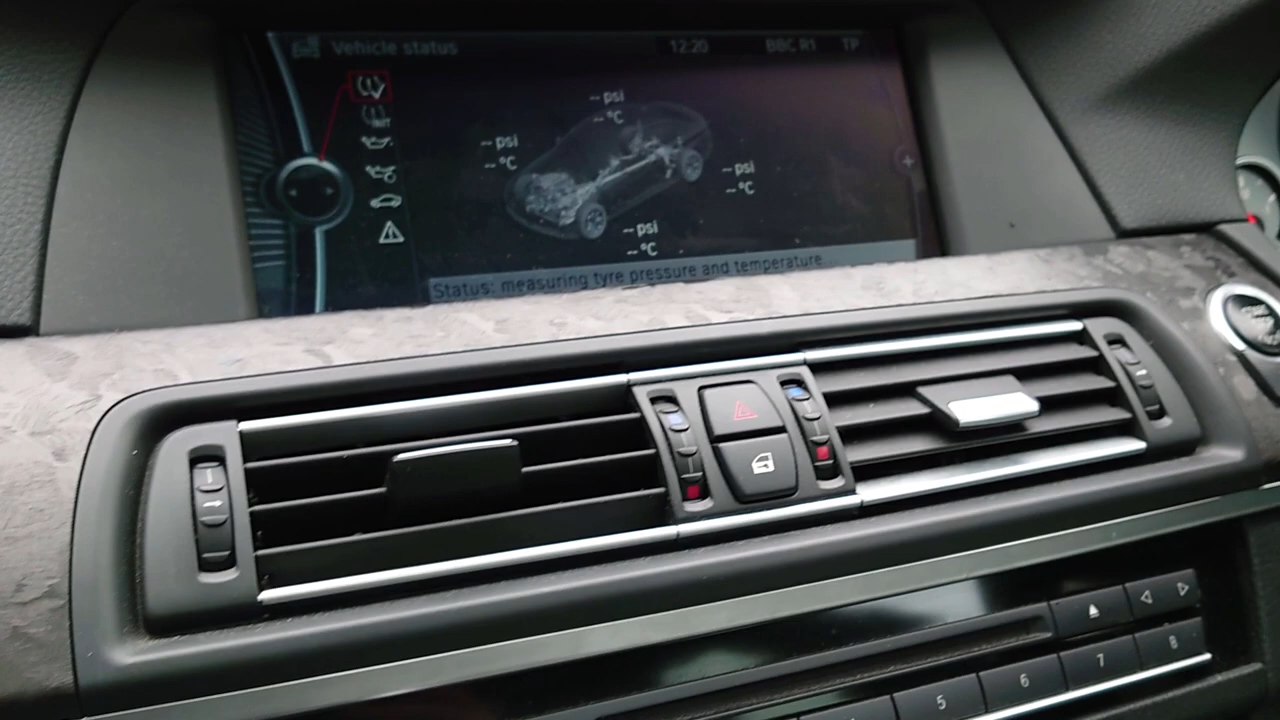 Vehicle status 12:20 BBC R1 TP
-- psi
-- °C
-- psi
-- °C
-- psi
-- °C
-- psi
-- °C
INIT
Status: measuring tyre pressure and temperature...
5 6 7 8